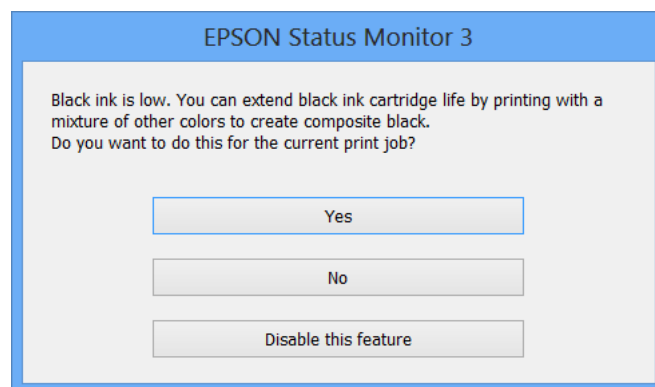 EPSON Status Monitor 3
Black ink is low. You can extend black ink cartridge life by printing with a
mixture of other colors to create composite black.
Do you want to do this for the current print job?
Yes
No
Disable this feature